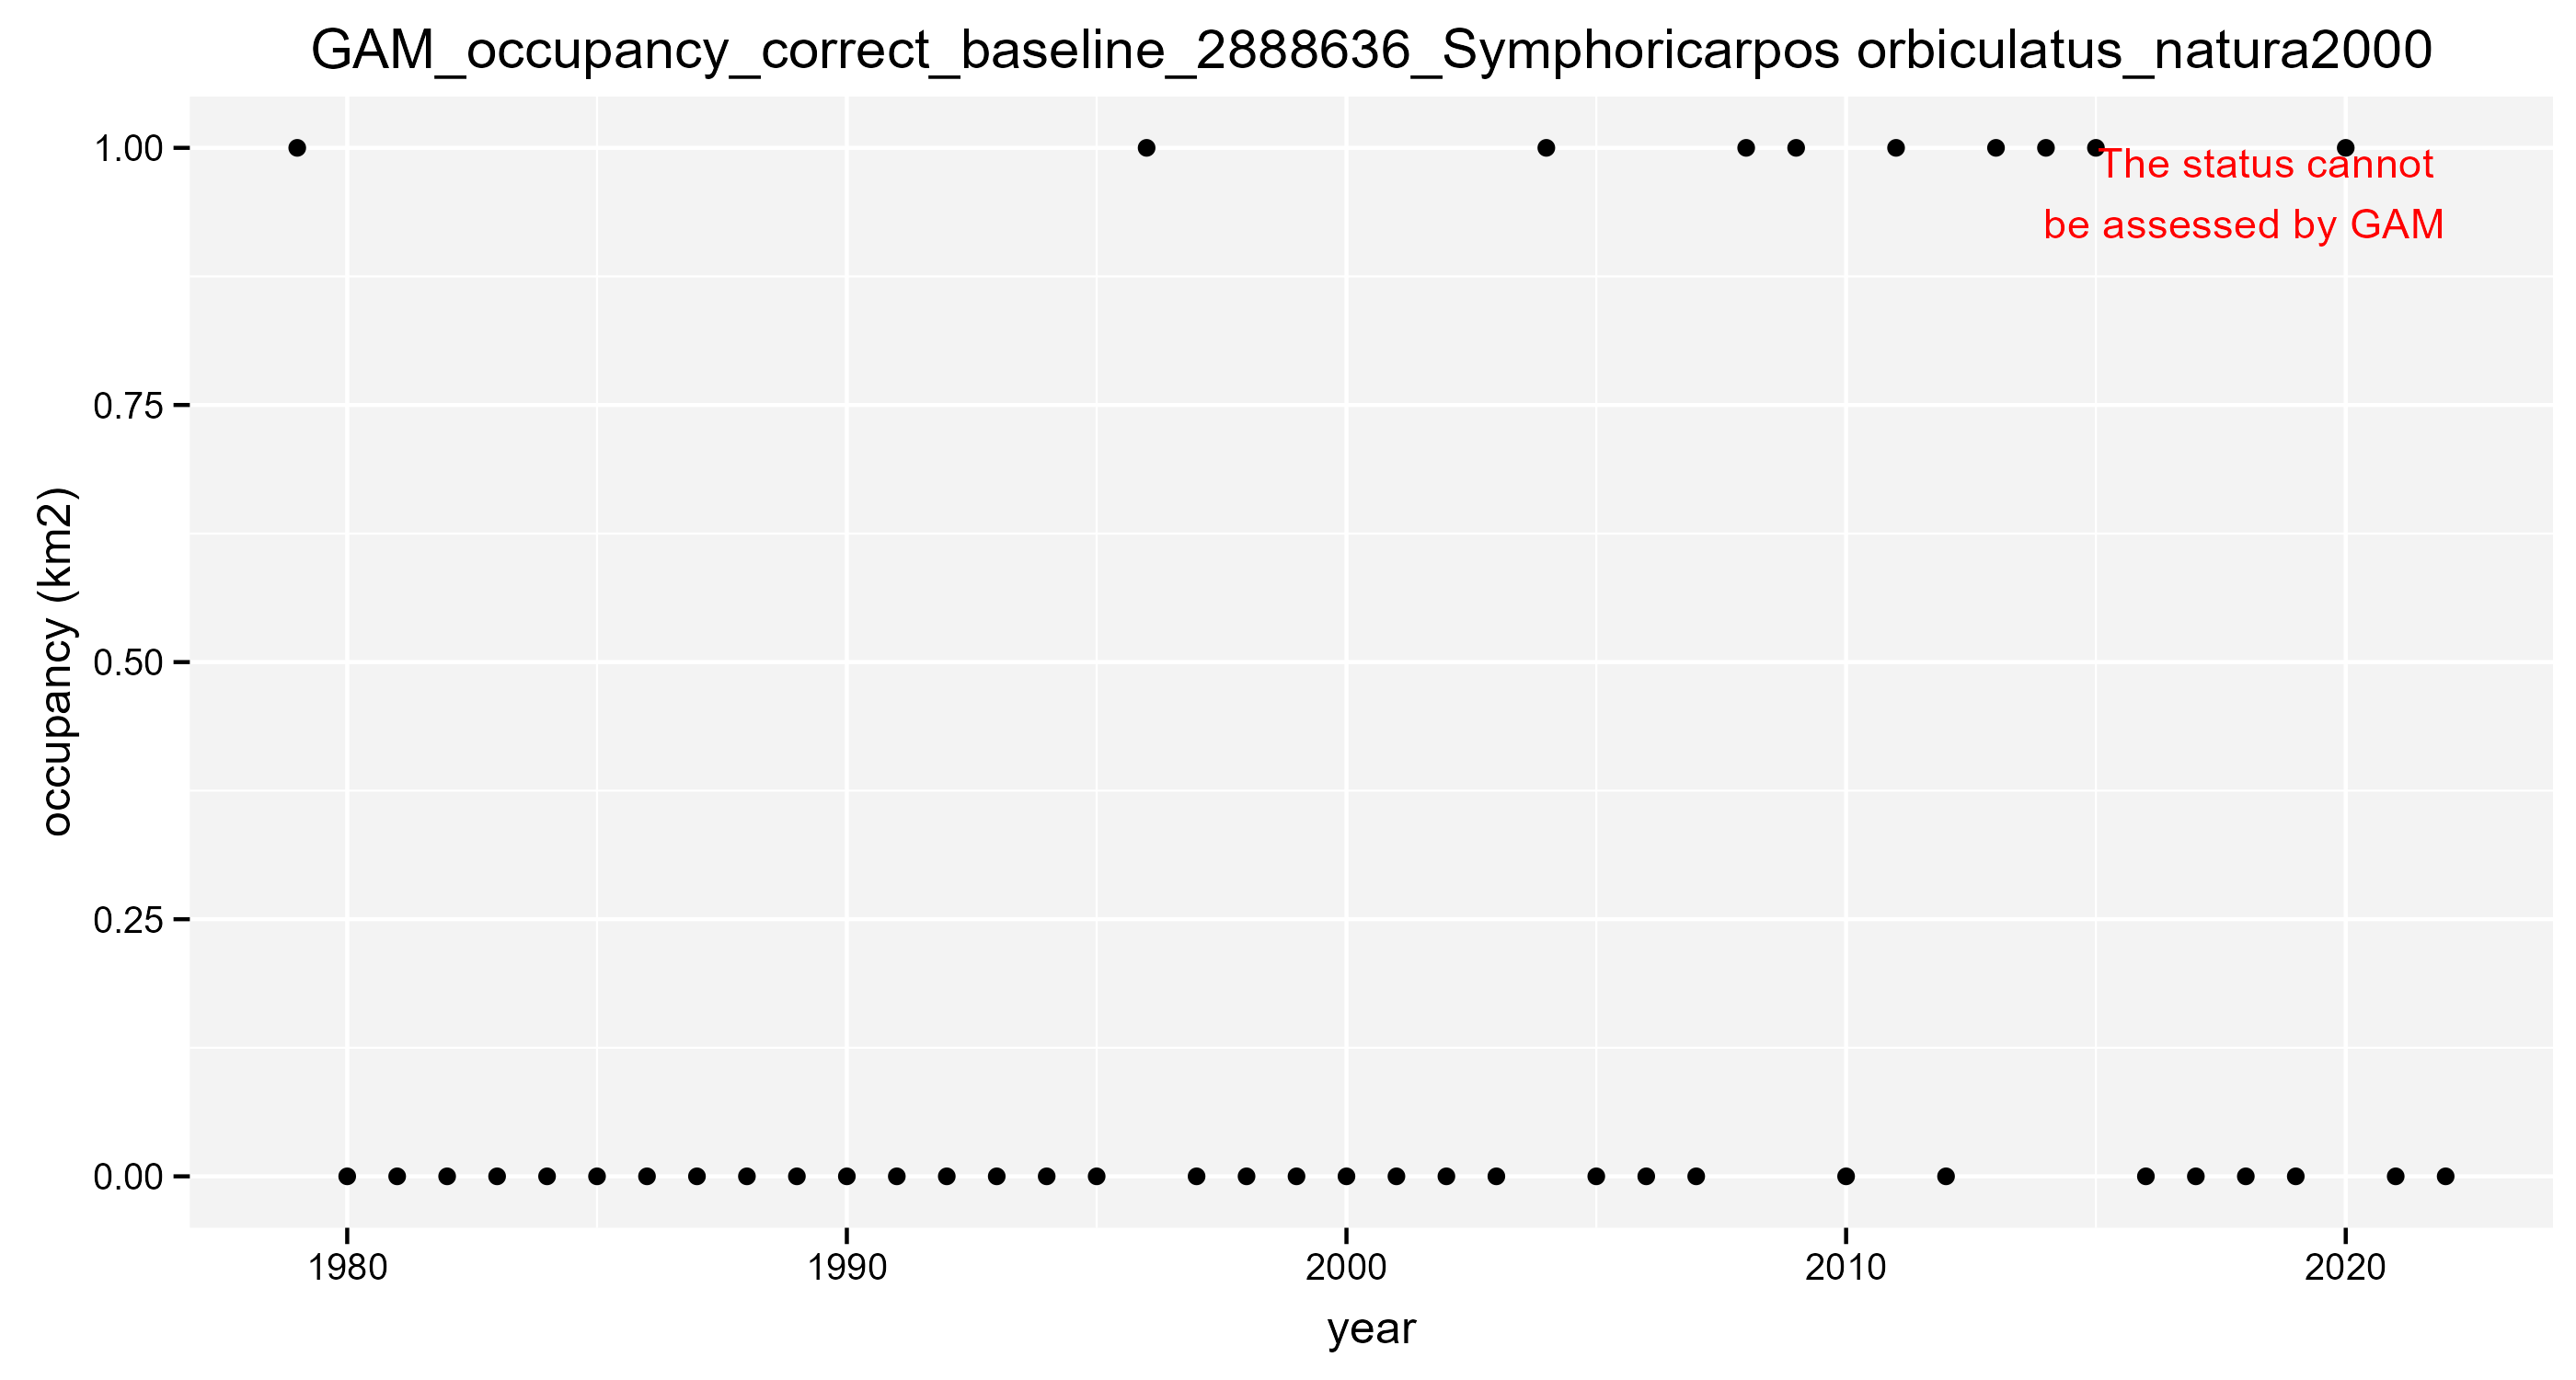 GAM_occupancy_correct_baseline_2888636_Symphoricarpos orbiculatus_natura2000
1.00
The status cannot
be assessed by GAM
0.75
occupancy (km2)
0.50
0.25
0.00
1980 1990 2000 2010 2020
year